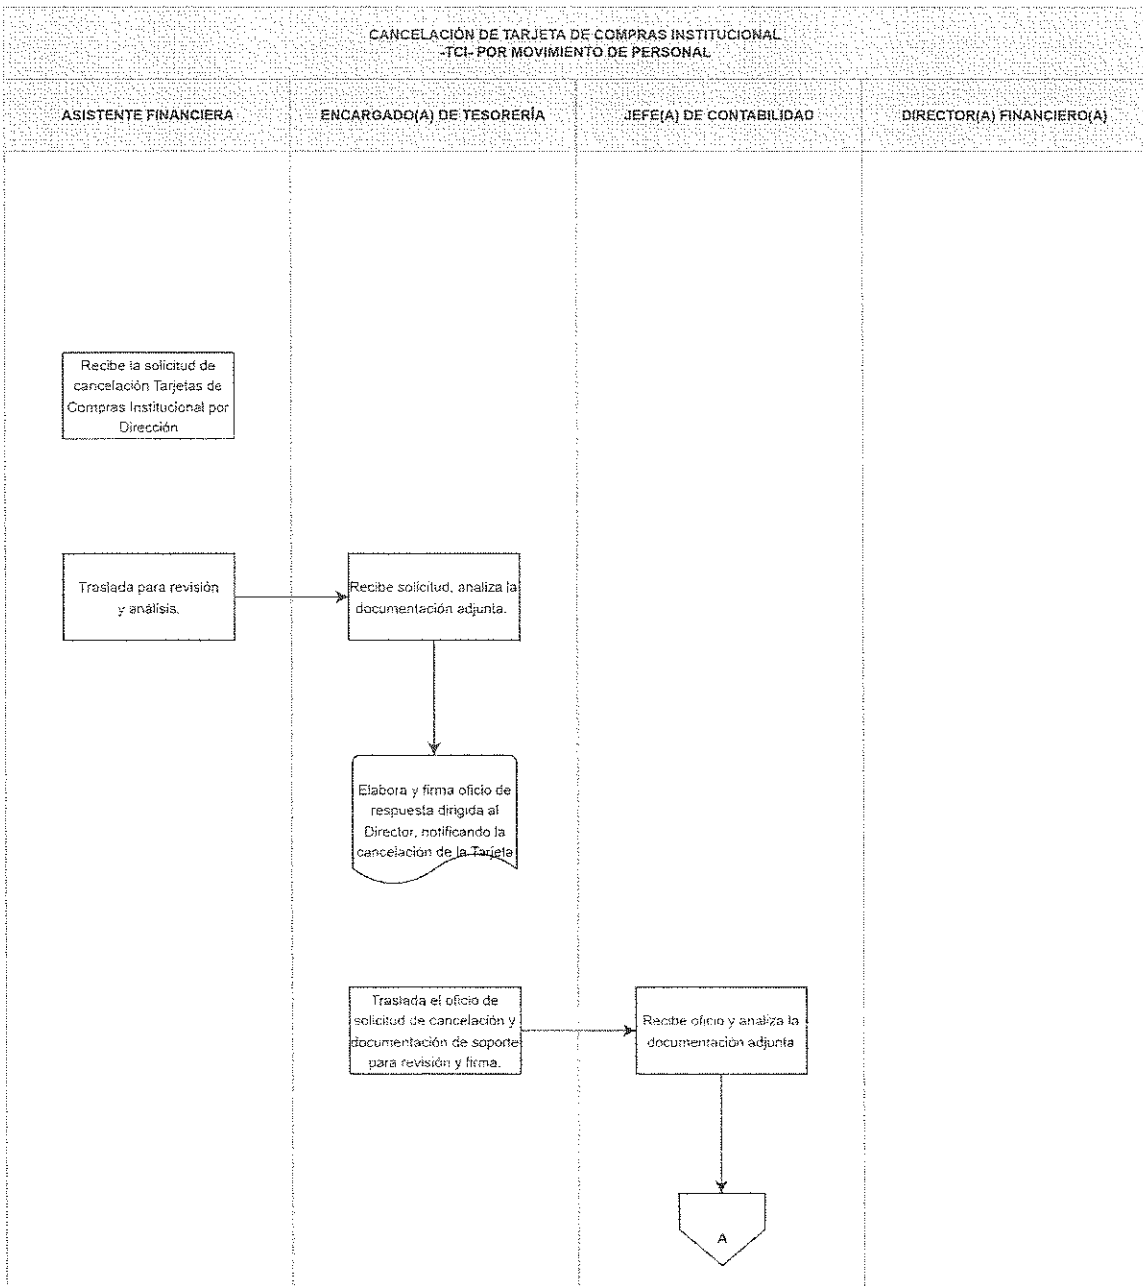 CANCELACIÓN DE TARJETA DE COMPRAS INSTITUCIONAL
-TCI- POR MOVIMIENTO DE PERSONAL
ASISTENTE FINANCIERA
ENCARGADO(A) DE TESORERÍA
JEFE(A) DE CONTABILIDAD
DIRECTOR(A) FINANCIERO(A)
Recibe la solicitud de
cancelación Tarjetas de
Compras Institucional por
Dirección
Traslada para revisión
y análisis.
Recibe solicitud, analiza la
documentación adjunta.
Elabora y firma oficio de
respuesta dirigida al
Director, notificando la
cancelación de la Tarjeta
Traslada el oficio de
solicitud de cancelación y
documentación de soporte
para revisión y firma.
Recibe oficio y analiza la
documentación adjunta
A